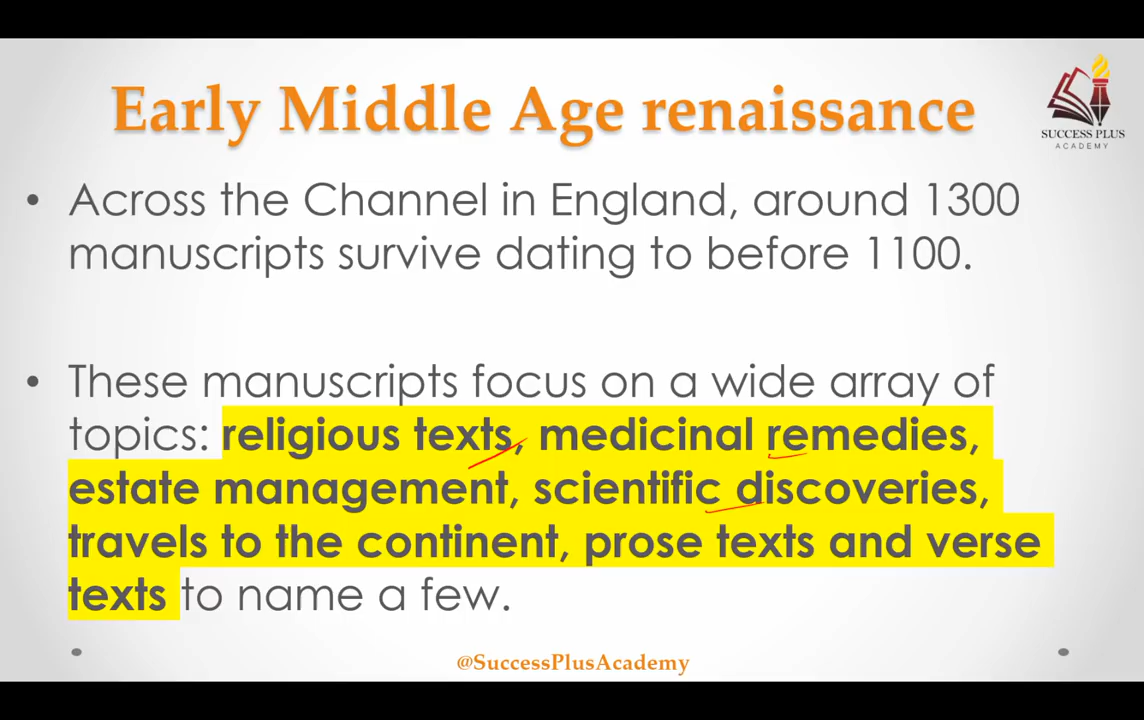 Early Middle Age renaissance
SUCCESS PLUS
ACADEMY
• Across the Channel in England, around 1300
manuscripts survive dating to before 1100.
• These manuscripts focus on a wide array of
topics: religious texts, medicinal remedies,
estate management, scientific discoveries,
travels to the continent, prose texts and verse
texts to name a few.
@SuccessPlusAcademy